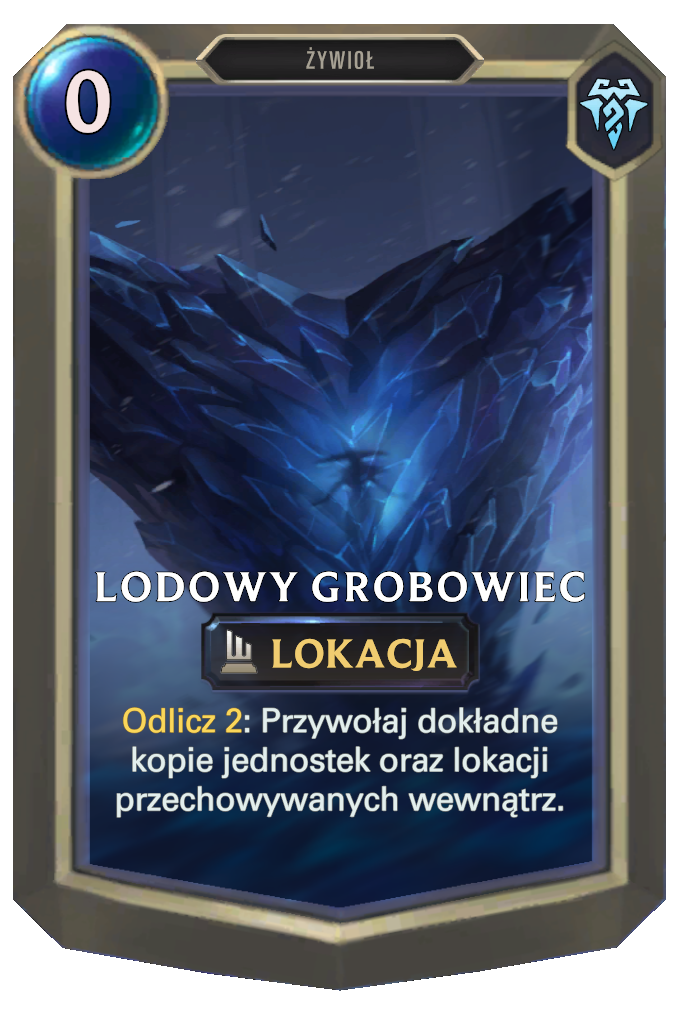 0
ŻYWIOŁ
LODOWY GROBOWIEC
LOKACJA
Odlicz 2: Przywołaj dokładne
kopie jednostek oraz lokacji
przechowywanych wewnątrz.